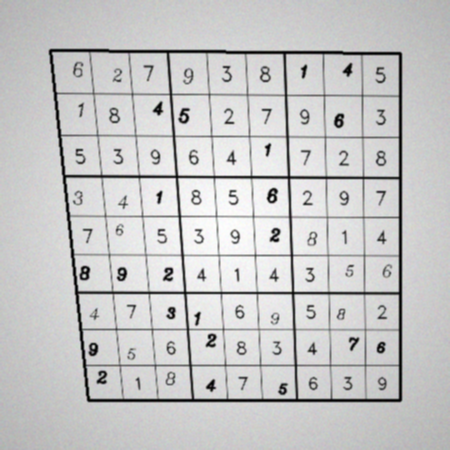 6 2 7 9 3 8 1 4 5
1 8 4 5 2 7 9 6 3
5 3 9 6 4 1 7 2 8
3 4 1 8 5 6 2 9 7
7 6 5 3 9 2 8 1 4
8 9 2 4 1 4 3 5 6
4 7 3 1 6 9 5 8 2
9 5 6 2 8 3 4 7 6
2 1 8 4 7 5 6 3 9